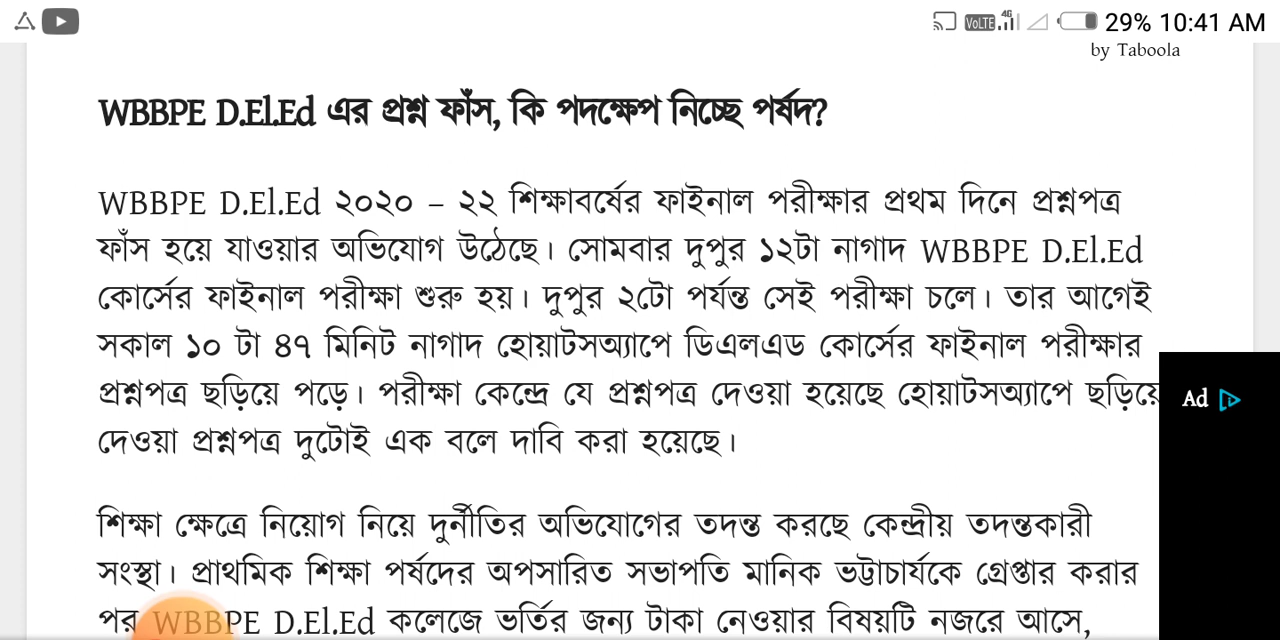 VoLTE 4G 29% 10:41 AM
by Taboola
WBBPE D.El.Ed এর প্রশ্ন ফাঁস, কি পদক্ষেপ নিচ্ছে পর্ষদ?
WBBPE D.El.Ed ২০২০ – ২২ শিক্ষাবর্ষের ফাইনাল পরীক্ষার প্রথম দিনে প্রশ্নপত্র
ফাঁস হয়ে যাওয়ার অভিযোগ উঠেছে। সোমবার দুপুর ১২টা নাগাদ WBBPE D.El.Ed
কোর্সের ফাইনাল পরীক্ষা শুরু হয়। দুপুর ২টো পর্যন্ত সেই পরীক্ষা চলে। তার আগেই
সকাল ১০ টা ৪৭ মিনিট নাগাদ হোয়াটসঅ্যাপে ডিএলএড কোর্সের ফাইনাল পরীক্ষার
প্রশ্নপত্র ছড়িয়ে পড়ে। পরীক্ষা কেন্দ্রে যে প্রশ্নপত্র দেওয়া হয়েছে হোয়াটসঅ্যাপে ছড়িয়ে
Ad
দেওয়া প্রশ্নপত্র দুটোই এক বলে দাবি করা হয়েছে।
শিক্ষা ক্ষেত্রে নিয়োগ নিয়ে দুর্নীতির অভিযোগের তদন্ত করছে কেন্দ্রীয় তদন্তকারী
সংস্থা। প্রাথমিক শিক্ষা পর্ষদের অপসারিত সভাপতি মানিক ভট্টাচার্যকে গ্রেপ্তার করার
পর WBBPE D.El.Ed কলেজে ভর্তির জন্য টাকা নেওয়ার বিষয়টি নজরে আসে,